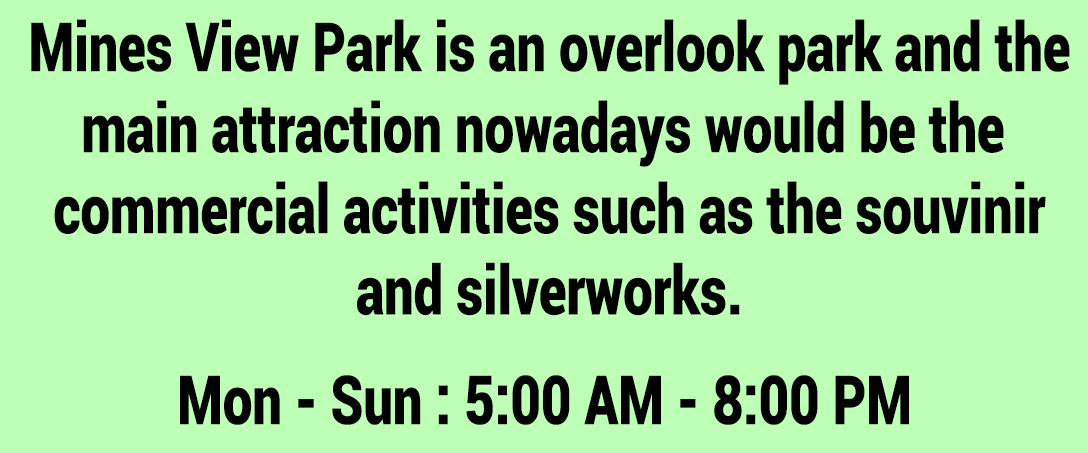 Mines View Park is an overlook park and the
main attraction nowadays would be the
commercial activities such as the souvinir
and silverworks.
Mon - Sun : 5:00 AM - 8:00 PM